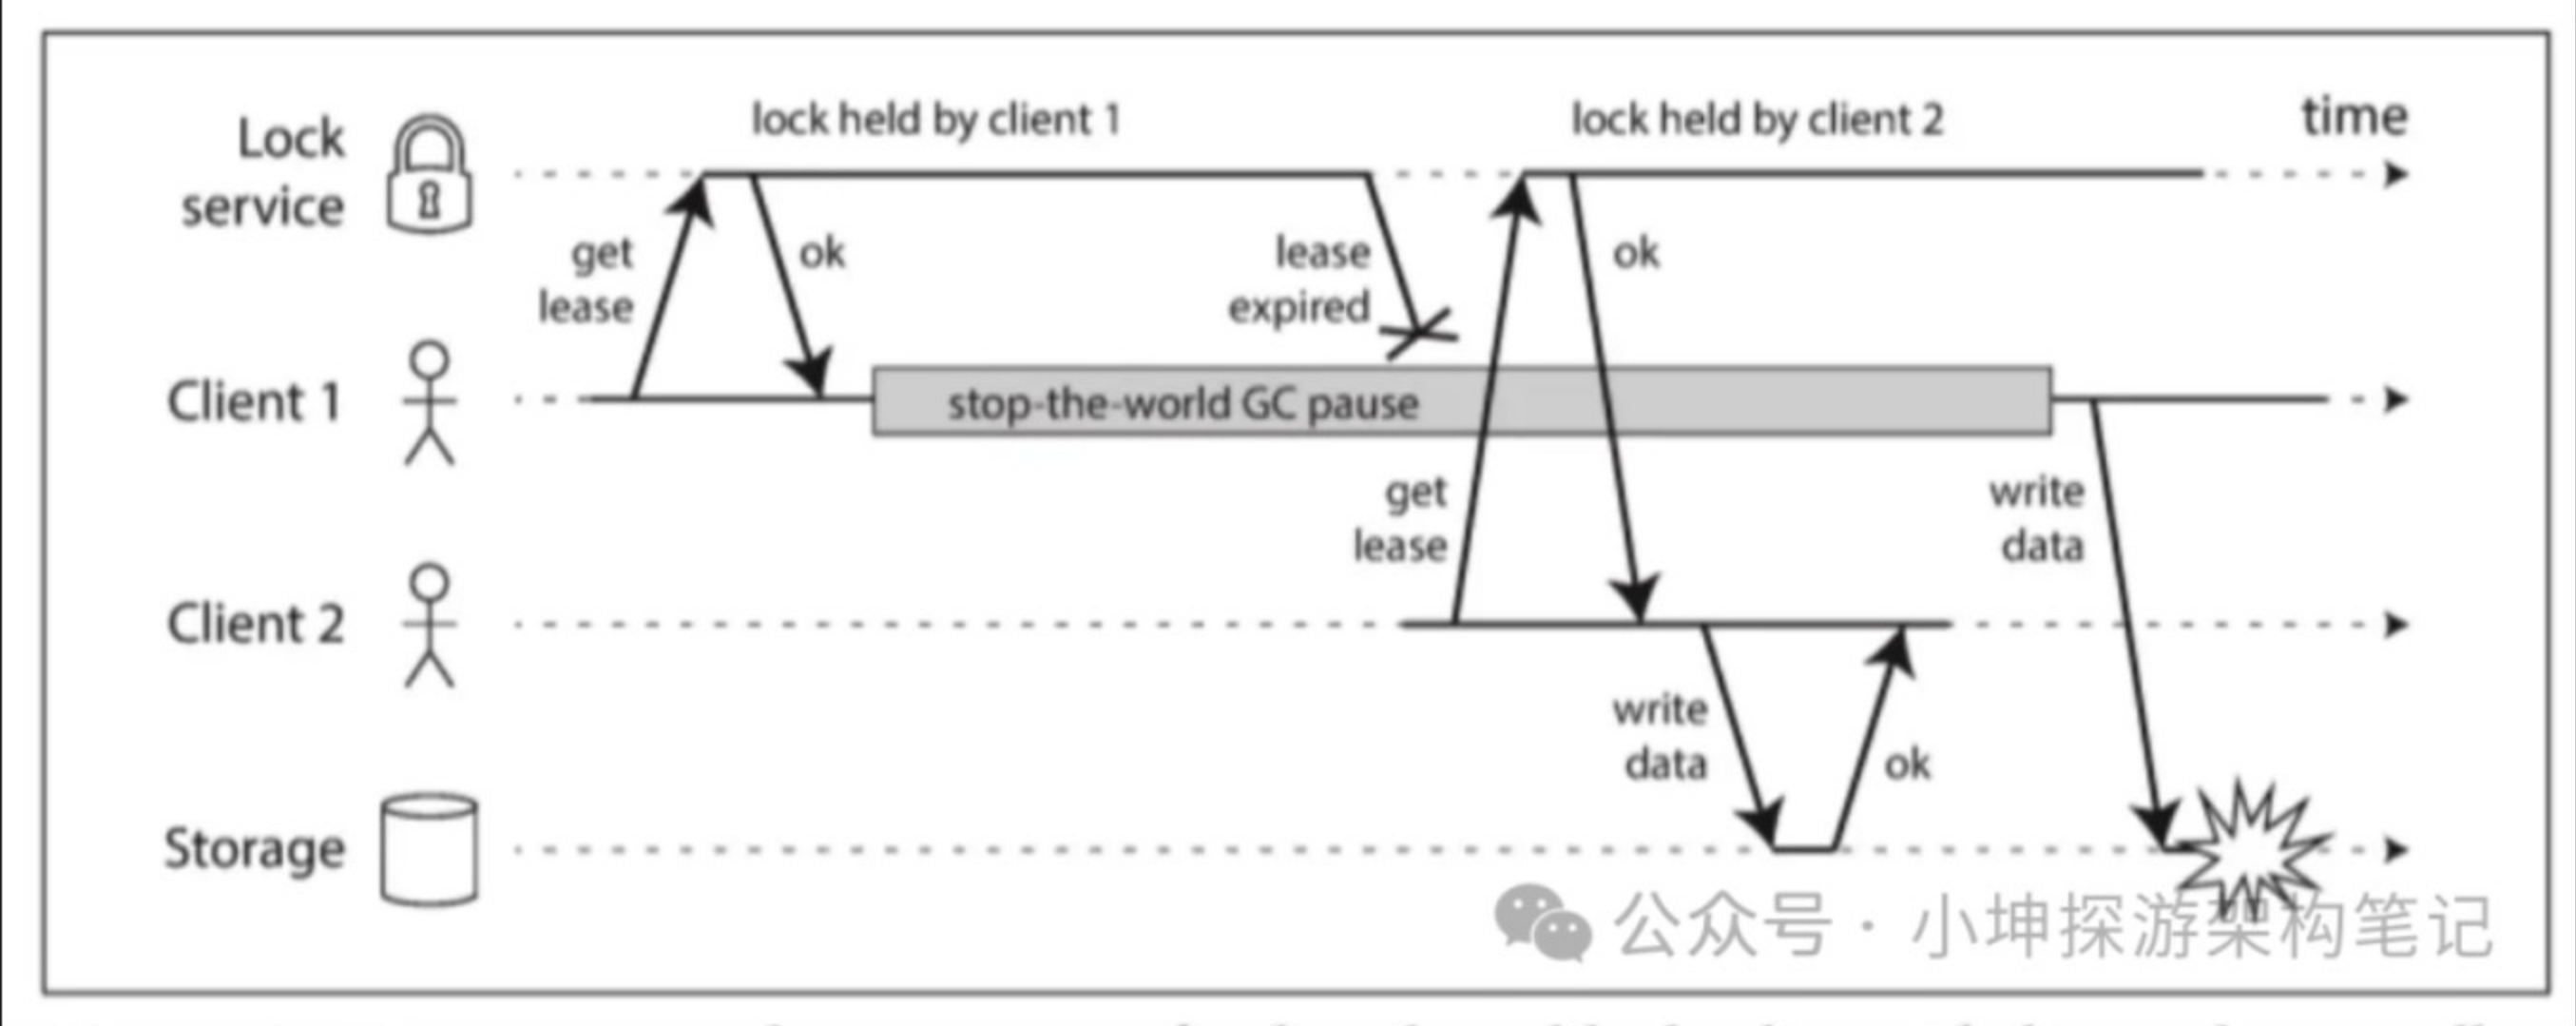 lock held by client 1
lock held by client 2
time
Lock
service
get
lease
ok
lease
expired
ok
Client 1
stop-the-world GC pause
get
lease
write
data
Client 2
write
data
ok
Storage
公众号 · 小坤探游架构笔记